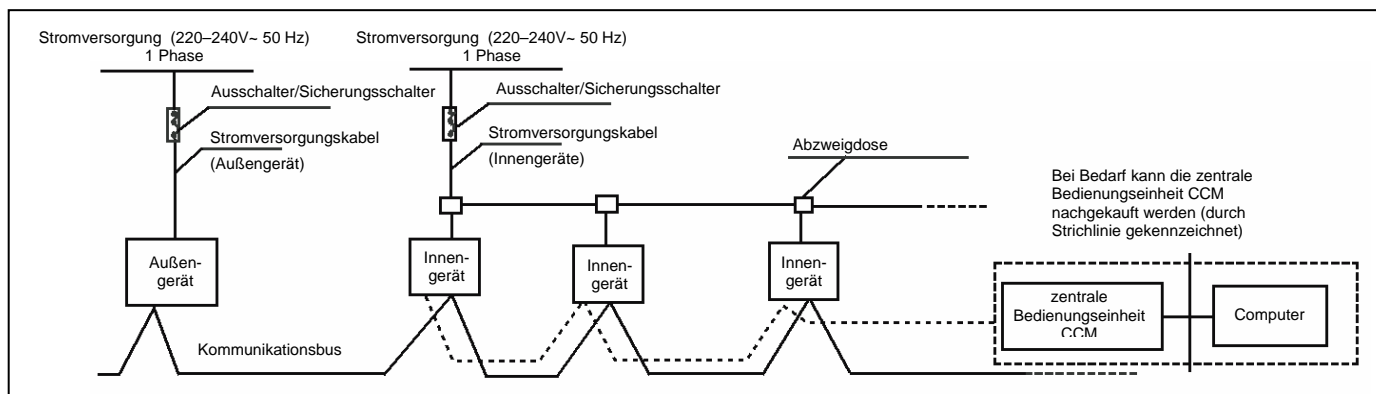 Stromversorgung (220–240V~ 50 Hz)
1 Phase
Stromversorgung (220–240V~ 50 Hz)
1 Phase
Ausschalter/Sicherungsschalter
Ausschalter/Sicherungsschalter
Stromversorgungskabel
(Außengerät)
Stromversorgungskabel
(Innengeräte)
Abzweigdose
Bei Bedarf kann die zentrale
Bedienungseinheit CCM
nachgekauft werden (durch
Strichlinie gekennzeichnet)
Außen-
gerät
Innen-
gerät
Innen-
gerät
Innen-
gerät
zentrale
Bedienungseinheit
CCM
Computer
Kommunikationsbus